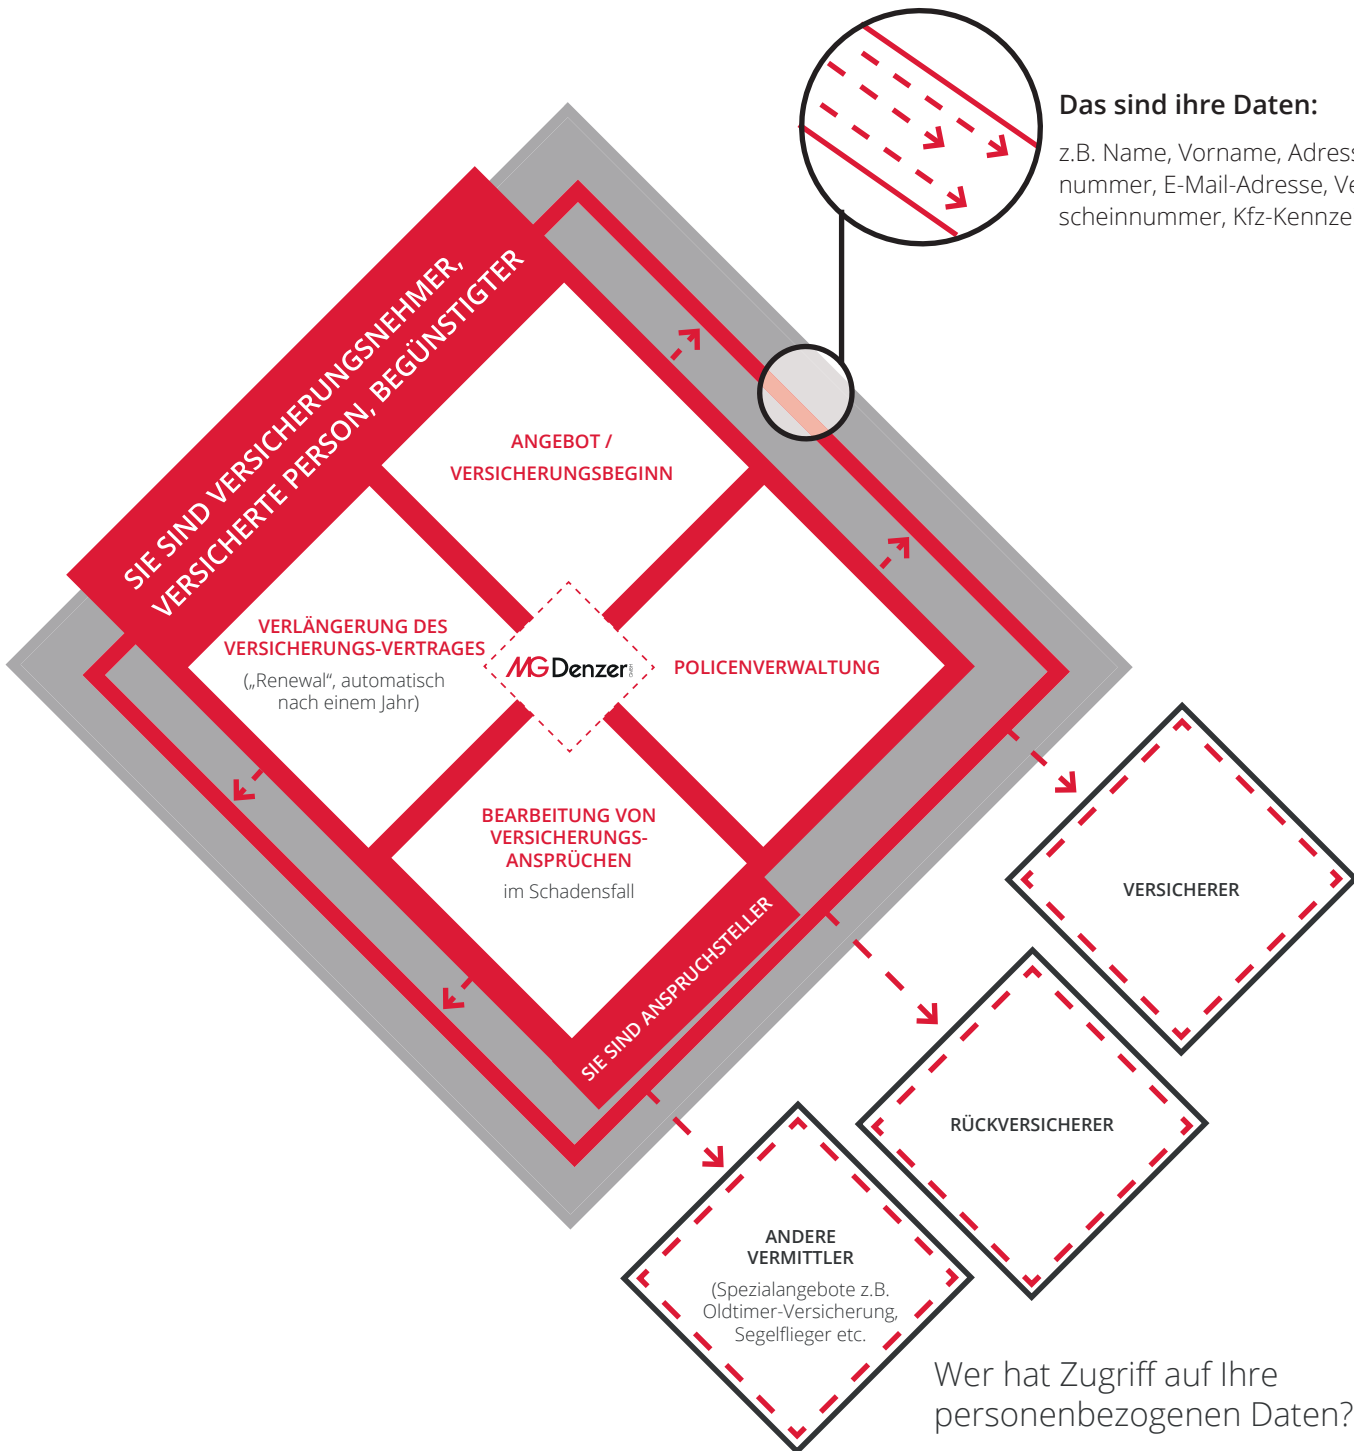 Das sind ihre Daten:
z.B. Name, Vorname, Adress
nummer, E-Mail-Adresse, Ve
scheinnummer, Kfz-Kennze
SIE SIND VERSICHERUNGSNEHMER,
VERSICHERTE PERSON, BEGÜNSTIGTER
ANGEBOT /
VERSICHERUNGSBEGINN
VERLÄNGERUNG DES
VERSICHERUNGS-VERTRAGES
(„Renewal“, automatisch
nach einem Jahr)
MG Denzer GmbH
POLICENVERWALTUNG
BEARBEITUNG VON
VERSICHERUNGS-
ANSPRÜCHEN
im Schadensfall
SIE SIND ANSPRUCHSTELLER
VERSICHERER
RÜCKVERSICHERER
ANDERE
VERMITTLER
(Spezialangebote z.B.
Oldtimer-Versicherung,
Segelflieger etc.
Wer hat Zugriff auf Ihre
personenbezogenen Daten?